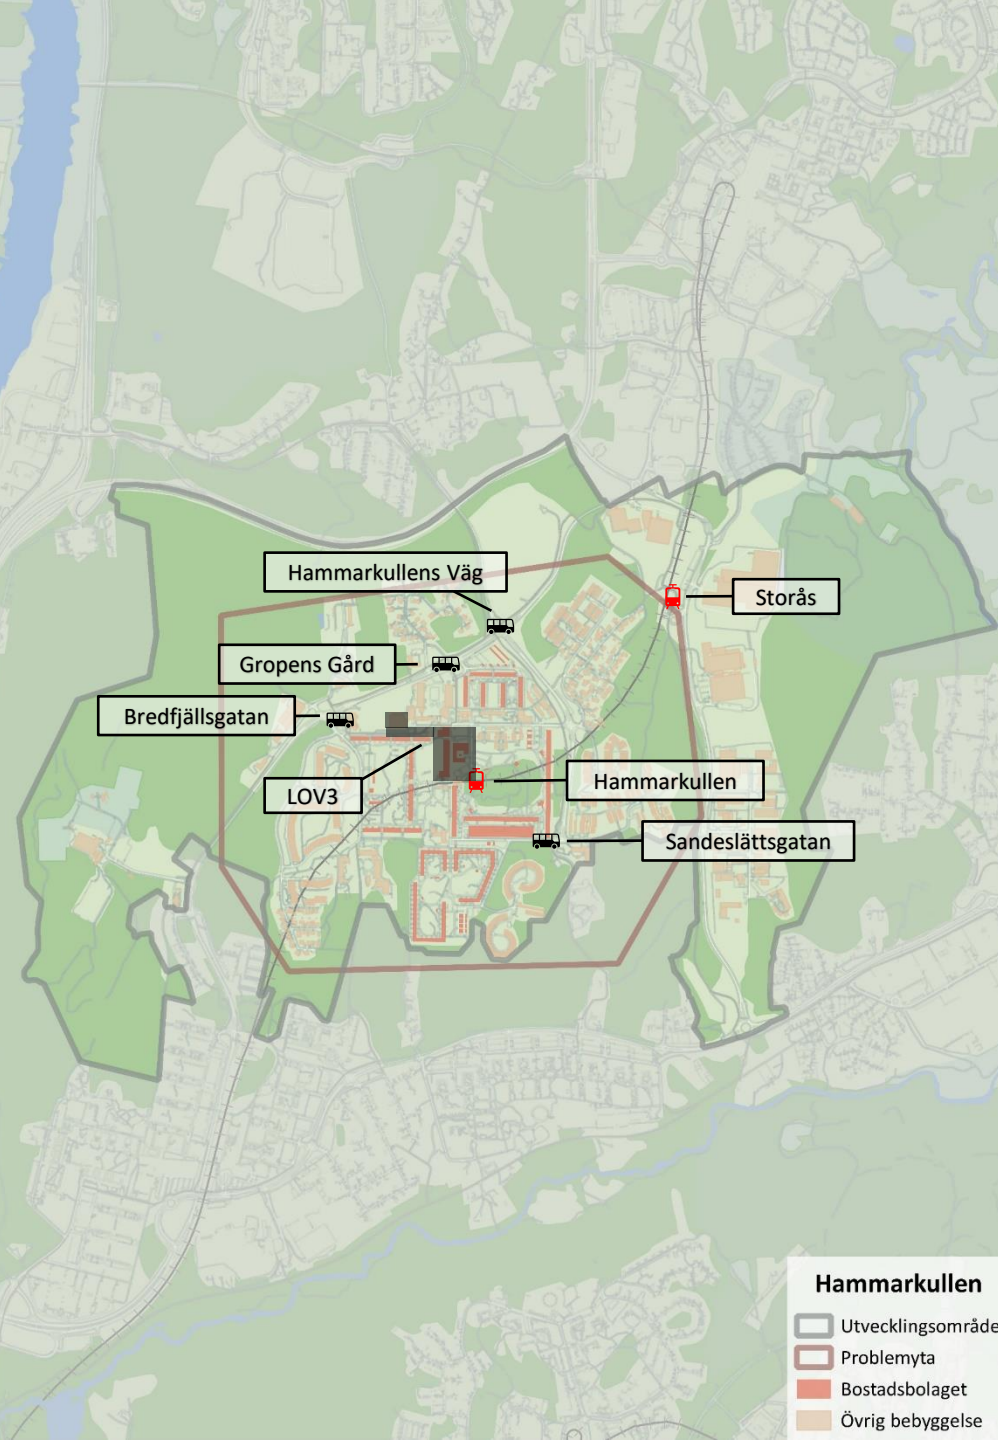 Hammarkullens Väg
Storås
Gropens Gård
Bredfjällsgatan
LOV3
Hammarkullen
Sandeslättsgatan
Hammarkullen
Utvecklingsområde
Problemyta
Bostadsbolaget
Övrig bebyggelse